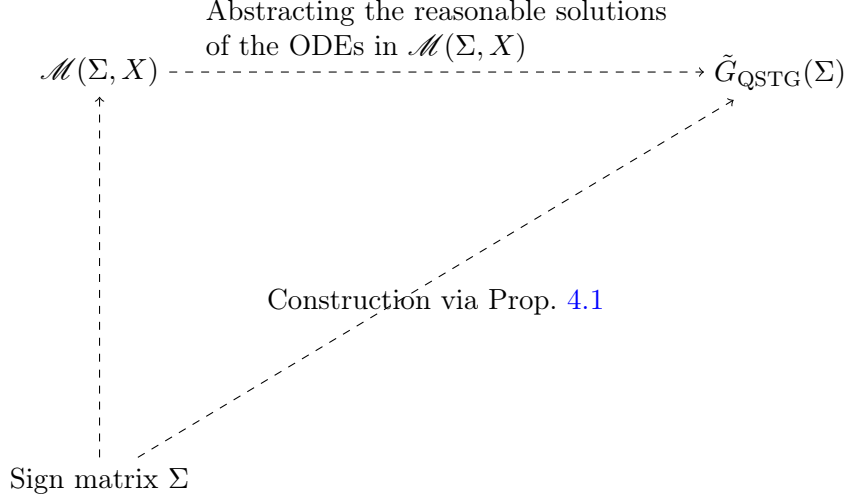 Abstracting the reasonable solutions
of the ODEs in ℳ(Σ, X)
ℳ(Σ, X)
G̃_QSTG(Σ)
Construction via Prop. 4.1
Sign matrix Σ